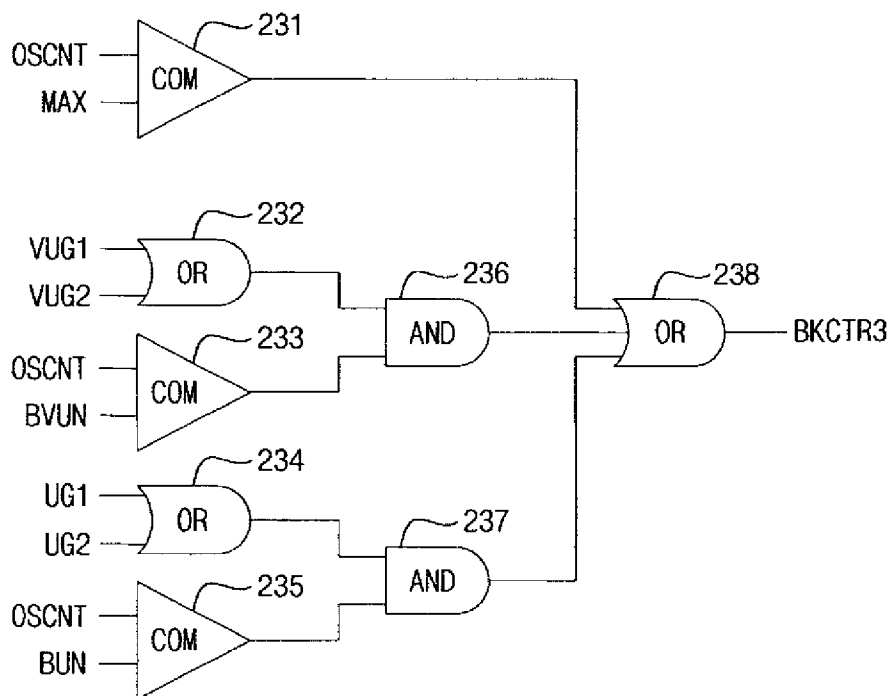 231
OSCNT
COM
MAX
232
VUG1
OR
VUG2
236
238
AND
OR
BKCTR3
233
OSCNT
COM
BVUN
234
UG1
OR
UG2
237
AND
235
OSCNT
COM
BUN